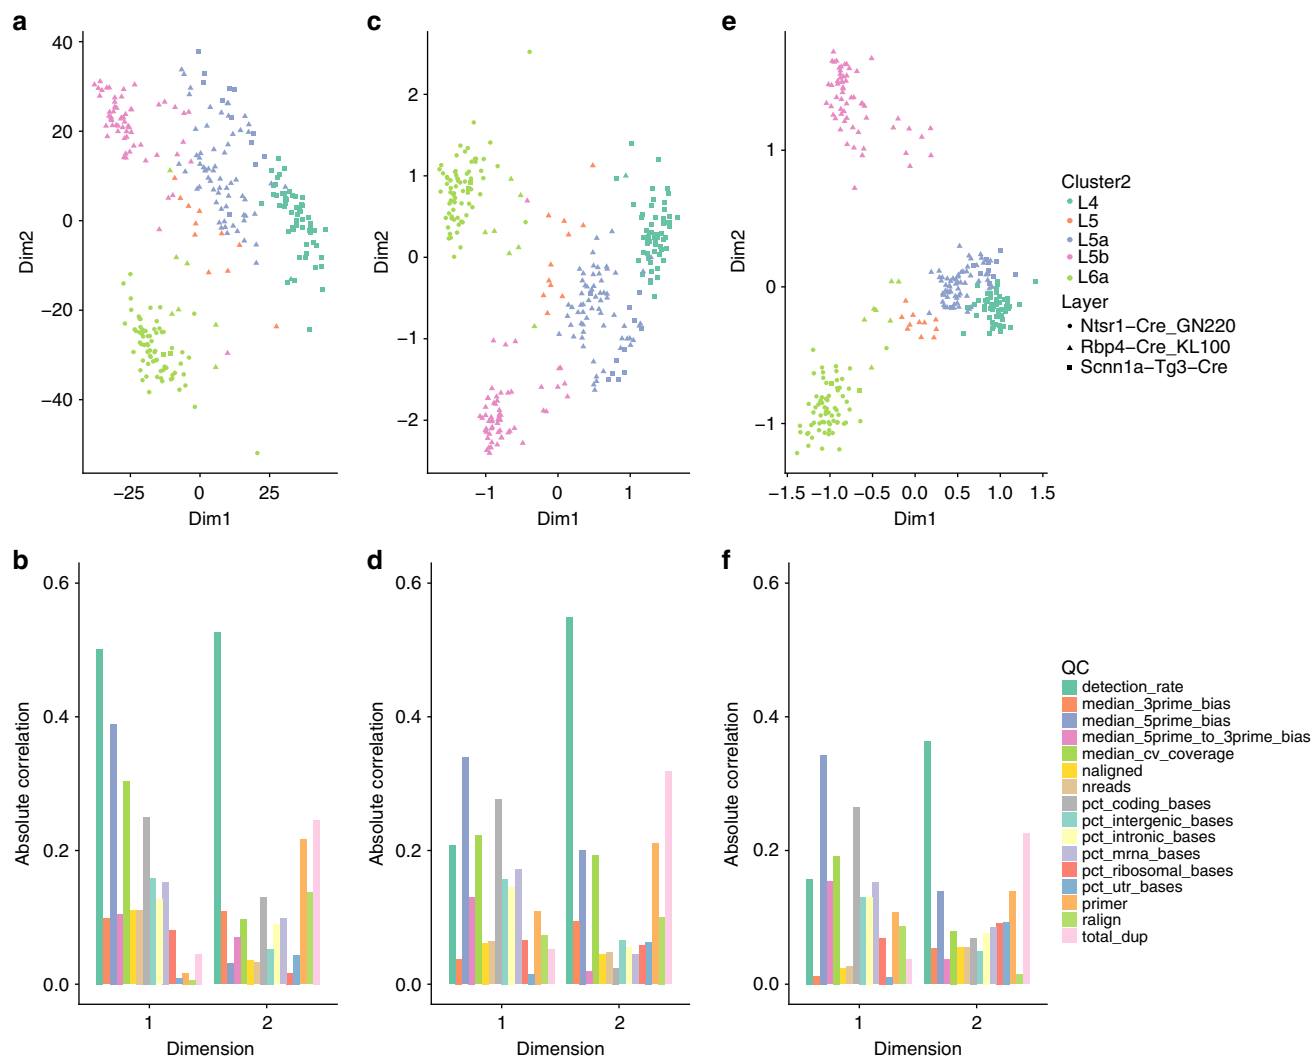 a
40
20
0
−20
−40
Dim2
−25
0
25
Dim1
c
2
1
0
−1
−2
Dim2
−1
0
1
Dim1
e
1
0
−1
Dim2
−1.5
−1.0
−0.5
0.0
0.5
1.0
1.5
Dim1
Cluster2
L4
L5
L5a
L5b
L6a
Layer
Ntsr1−Cre_GN220
Rbp4−Cre_KL100
Scnn1a−Tg3−Cre
b
0.6
0.4
0.2
0.0
Absolute correlation
1
2
Dimension
d
0.6
0.4
0.2
0.0
Absolute correlation
1
2
Dimension
f
0.6
0.4
0.2
0.0
Absolute correlation
1
2
Dimension
QC
detection_rate
median_3prime_bias
median_5prime_bias
median_5prime_to_3prime_bias
median_cv_coverage
naligned
nreads
pct_coding_bases
pct_intergenic_bases
pct_intronic_bases
pct_mrna_bases
pct_ribosomal_bases
pct_utr_bases
primer
ralign
total_dup